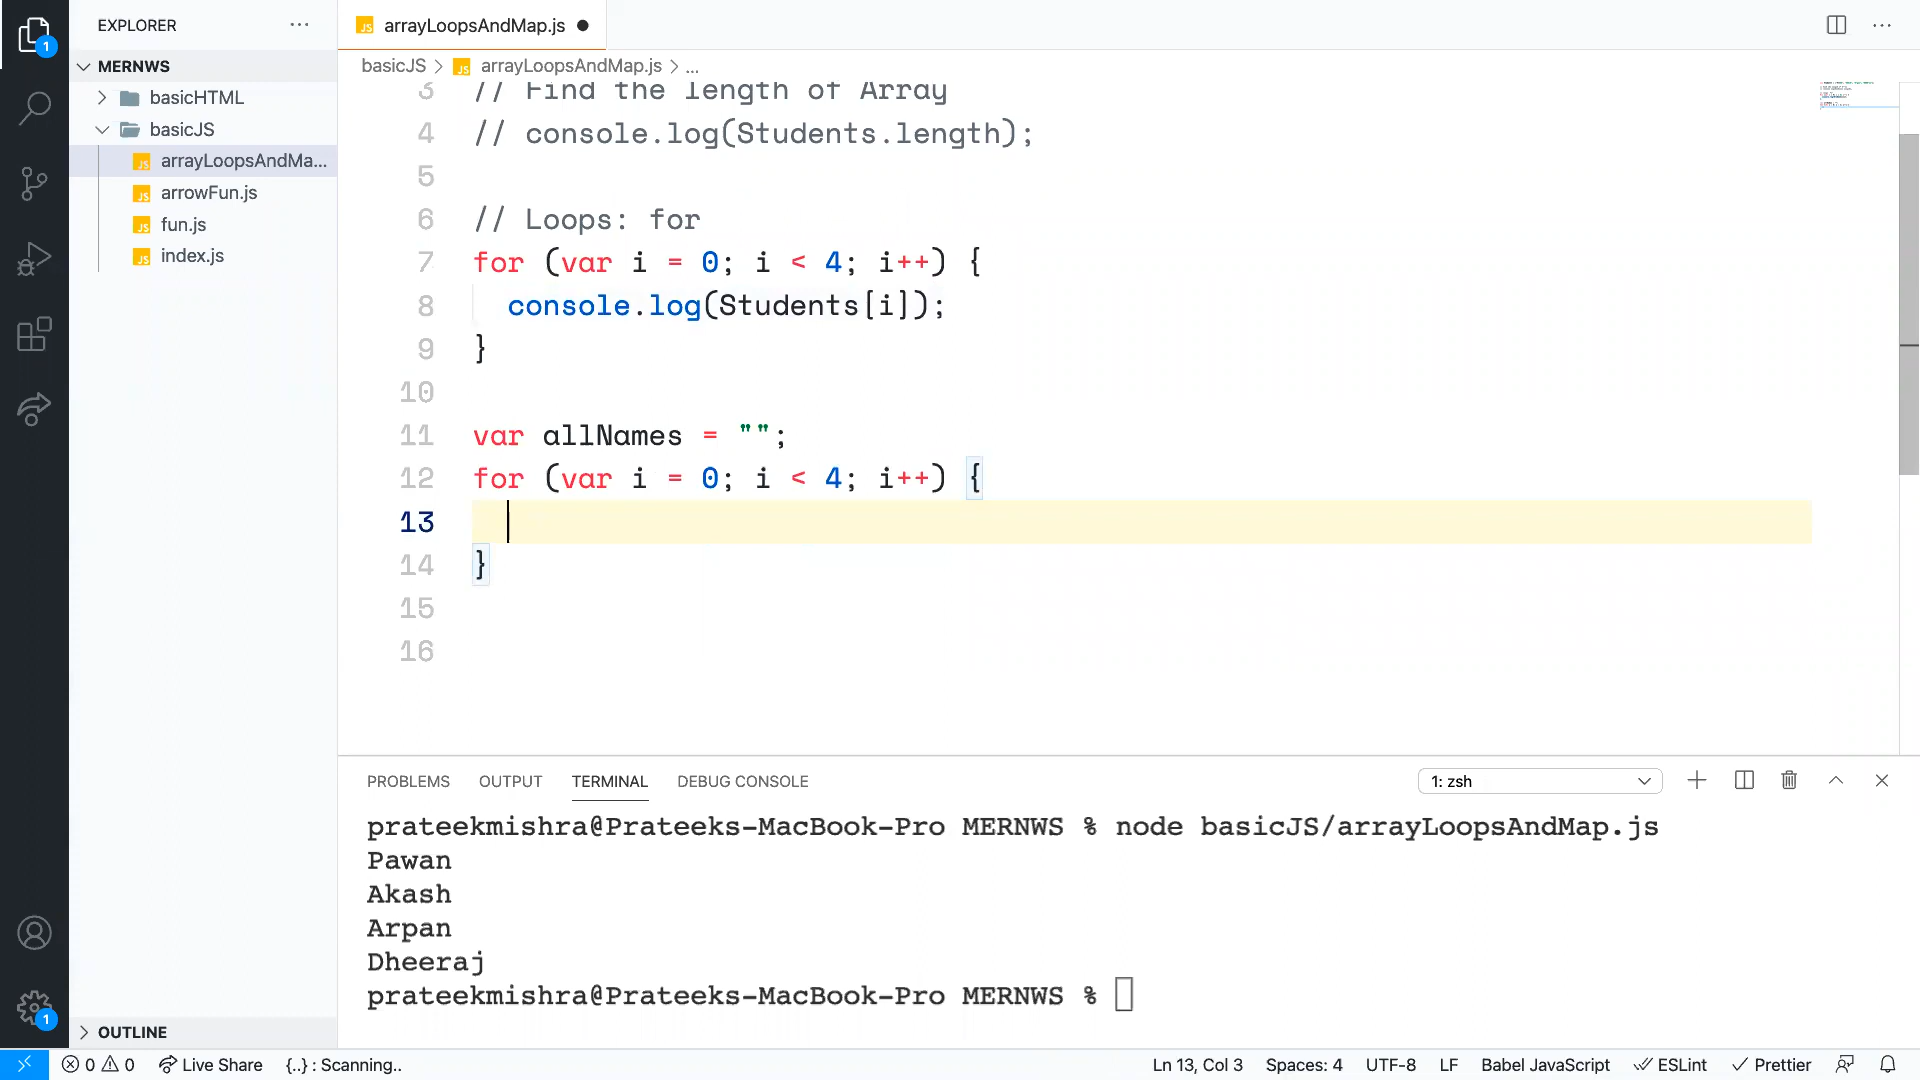 EXPLORER
MERNWS
basicHTML
basicJS
arrayLoopsAndMa...
arrowFun.js
fun.js
index.js
OUTLINE
1
1
JS arrayLoopsAndMap.js
basicJS > JS arrayLoopsAndMap.js > ...
3 // Find the length of Array
4 // console.log(Students.length);
5
6 // Loops: for
7 for (var i = 0; i < 4; i++) {
8 console.log(Students[i]);
9 }
10
11 var allNames = "";
12 for (var i = 0; i < 4; i++) {
13
14 }
15
16
PROBLEMS OUTPUT TERMINAL DEBUG CONSOLE 1: zsh
prateekmishra@Prateeks-MacBook-Pro MERNWS % node basicJS/arrayLoopsAndMap.js
Pawan
Akash
Arpan
Dheeraj
prateekmishra@Prateeks-MacBook-Pro MERNWS %
0 0 Live Share {..} : Scanning.. Ln 13, Col 3 Spaces: 4 UTF-8 LF Babel JavaScript ESLint Prettier